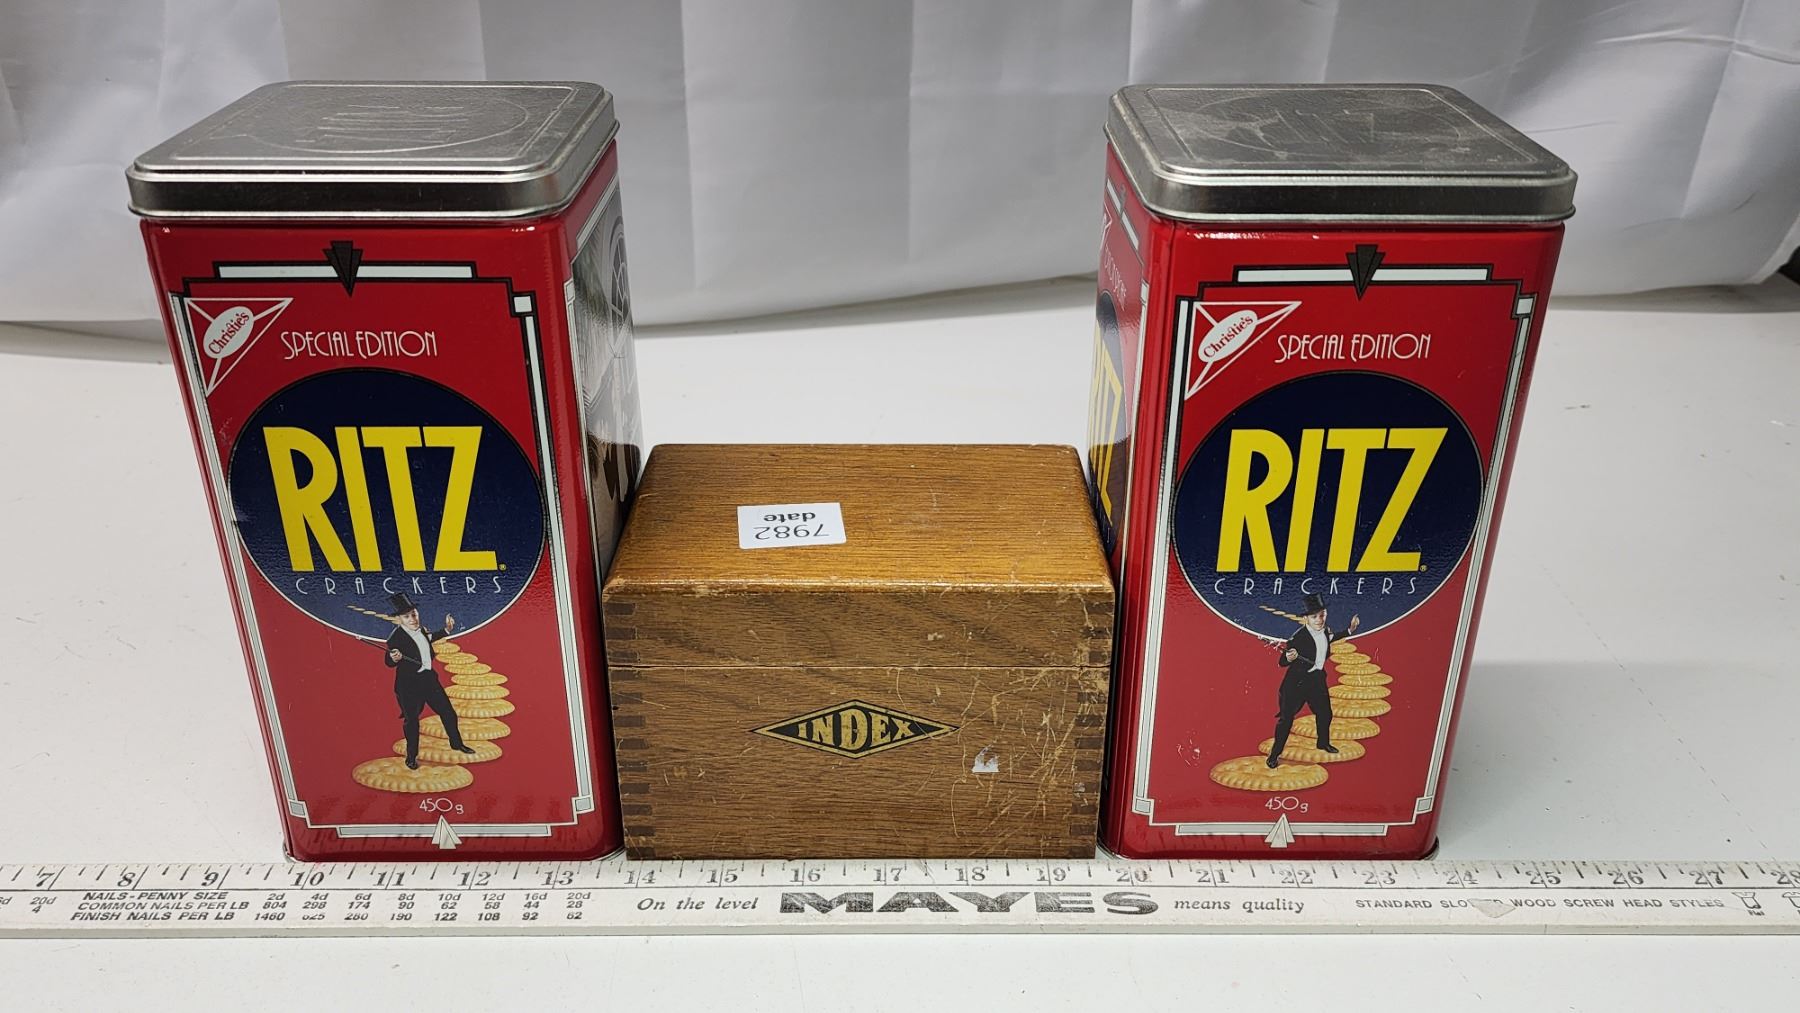 Christie's
SPECIAL EDITION
RITZ
CRACKERS
450g
7982
date
INDEX
Christie's
SPECIAL EDITION
RITZ
CRACKERS
450g
7 8 9 10 11 12 13 14 15 16 17 18 19 20 21 22 23 24 25 26 27 28
NAILS-PENNY SIZE 2d 4d 6d 8d 10d 12d 16d 20d
20d COMMON NAILS PER LB 804 298 174 90 62 58 44 28
4 FINISH NAILS PER LB 1460 280 190 122 108 92 62
On the level MAYES means quality
STANDARD WOOD SCREW HEAD STYLES